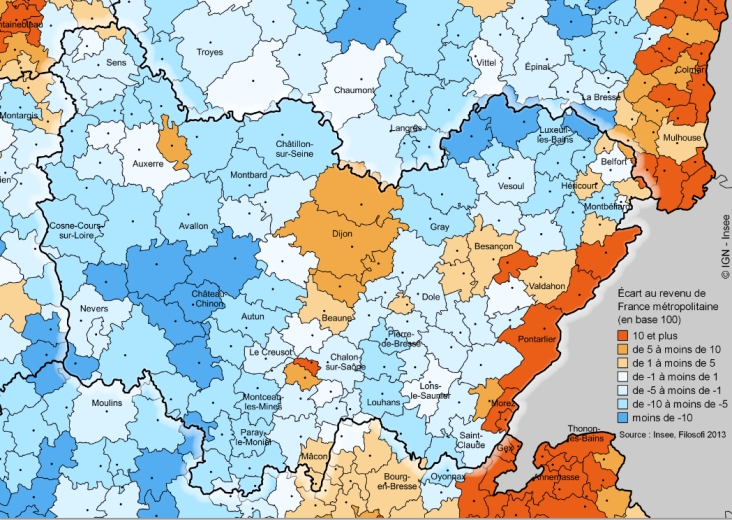 ntainebleau
Sens
Troyes
Vittel
Épinal
Colmar
Chaumont
La Bresse
Montargis
Langres
Luxeuil-
les-Bains
Mulhouse
Châtillon-
sur-Seine
Auxerre
Belfort
ien
Montbard
Vesoul
Héricourt
Montbéliard
Cosne-Cours-
sur-Loire
Avallon
Dijon
Gray
Besançon
Valdahon
Château
-Chinon
Dole
Nevers
Autun
Beaune
Pierre-
de-Bresse
Pontarlier
Le Creusot
Chalon-
sur-Saône
Lons-
le-Saunier
Moulins
Montceau-
les-Mines
Louhans
Morez
Paray-
le-Monial
Saint-
Claude
Gex
Thonon-
les-Bains
Mâcon
Bourg-
en-Bresse
Oyonnax
Annemasse
© IGN - Insee
Écart au revenu de
France métropolitaine
(en base 100)
10 et plus
de 5 à moins de 10
de 1 à moins de 5
de -1 à moins de 1
de -5 à moins de -1
de -10 à moins de -5
moins de -10
Source : Insee, Filosofi 2013